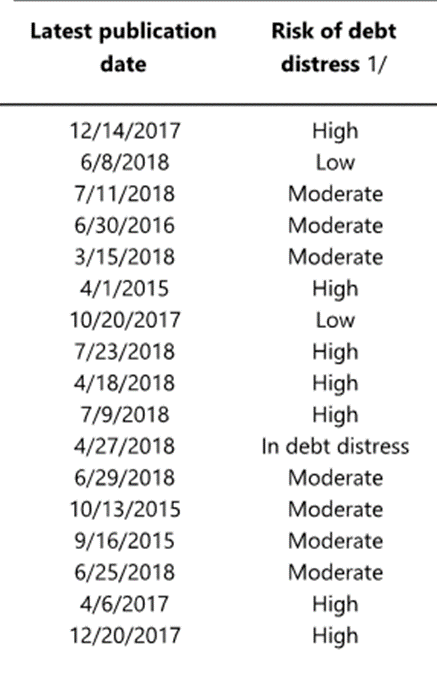 Latest publication Risk of debt
date distress 1/
12/14/2017 High
6/8/2018 Low
7/11/2018 Moderate
6/30/2016 Moderate
3/15/2018 Moderate
4/1/2015 High
10/20/2017 Low
7/23/2018 High
4/18/2018 High
7/9/2018 High
4/27/2018 In debt distress
6/29/2018 Moderate
10/13/2015 Moderate
9/16/2015 Moderate
6/25/2018 Moderate
4/6/2017 High
12/20/2017 High